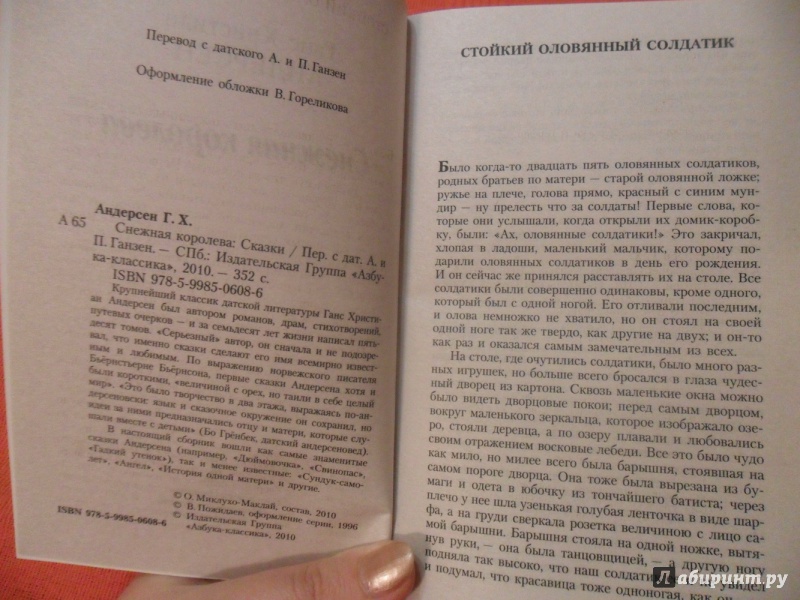 Перевод с датского А. и П. Ганзен
Оформление обложки В. Гореликова
Андерсен Г. Х.
А 65
Снежная королева: Сказки / Пер. с дат. А. и
П. Ганзен. — СПб.: Издательская Группа «Азбу-
ка-классика», 2010. — 352 с.
ISBN 978-5-9985-0608-6
Крупнейший классик датской литературы Ганс Христи-
ан Андерсен был автором романов, драм, стихотворений,
путевых очерков — и за семьдесят лет жизни написал пять-
десят томов. «Серьезный» автор, он сначала и не подозре-
вал, что именно сказки сделают его имя всемирно извест-
ным и любимым. По выражению норвежского писателя
Бьёрнстьерне Бьёрнсона, первые сказки Андерсена хотя и
были короткими, «величиной с орех, но таили в себе целый
мир». «Это было творчество в два этажа, выражаясь по-ан-
дерсеновски: язык и сказочное окружение он сохранил, но
идеи за ними предназначались отцу и матери, которые слу-
шали вместе с детьми» (Бо Грёнбек, датский андерсеновед).
В настоящий сборник вошли как самые знаменитые
сказки Андерсена (например, «Дюймовочка», «Свинопас»,
«Гадкий утенок»), так и менее известные: «Сундук-само-
лет», «Ангел», «История одной матери» и другие.
© О. Миклухо-Маклай, состав, 2010
© В. Пожидаев, оформление серии, 1996
© Издательская Группа
«Азбука-классика», 2010
ISBN 978-5-9985-0608-6
СТОЙКИЙ ОЛОВЯННЫЙ СОЛДАТИК
Было когда-то двадцать пять оловянных солдатиков,
родных братьев по матери — старой оловянной ложке;
ружье на плече, голова прямо, красный с синим мун-
дир — ну прелесть что за солдаты! Первые слова, ко-
торые они услышали, когда открыли их домик-короб-
ку, были: «Ах, оловянные солдатики!» Это закричал,
хлопая в ладоши, маленький мальчик, которому по-
дарили оловянных солдатиков в день его рождения.
И он сейчас же принялся расставлять их на столе. Все
солдатики были совершенно одинаковы, кроме одного,
который был с одной ногой. Его отливали последним,
и олова немножко не хватило, но он стоял на своей
одной ноге так же твердо, как другие на двух; и он-то
как раз и оказался самым замечательным из всех.
На столе, где очутились солдатики, было много раз-
ных игрушек, но больше всего бросался в глаза чудес-
ный дворец из картона. Сквозь маленькие окна можно
было видеть дворцовые покои; перед самым дворцом,
вокруг маленького зеркальца, которое изображало озе-
ро, стояли деревца, а по озеру плавали и любовались
своим отражением восковые лебеди. Все это было чудо
как мило, но милее всего была барышня, стоявшая на
самом пороге дворца. Она тоже была вырезана из бу-
маги и одета в юбочку из тончайшего батиста; через
плечо у нее шла узенькая голубая ленточка в виде шар-
фа, а на груди сверкала розетка величиною с лицо са-
мой барышни. Барышня стояла на одной ножке, вытя-
нув руки, — она была танцовщицей, — а другую ногу
подняла так высоко, что наш солдатик увидел
и подумал, что красавица тоже одноногая, как он
Лабиринт.ру